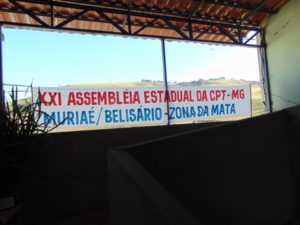 XXI ASSEMBLÉIA ESTADUAL DA CPT-MG
MURIAÉ/BELISÁRIO-ZONA DA MATA